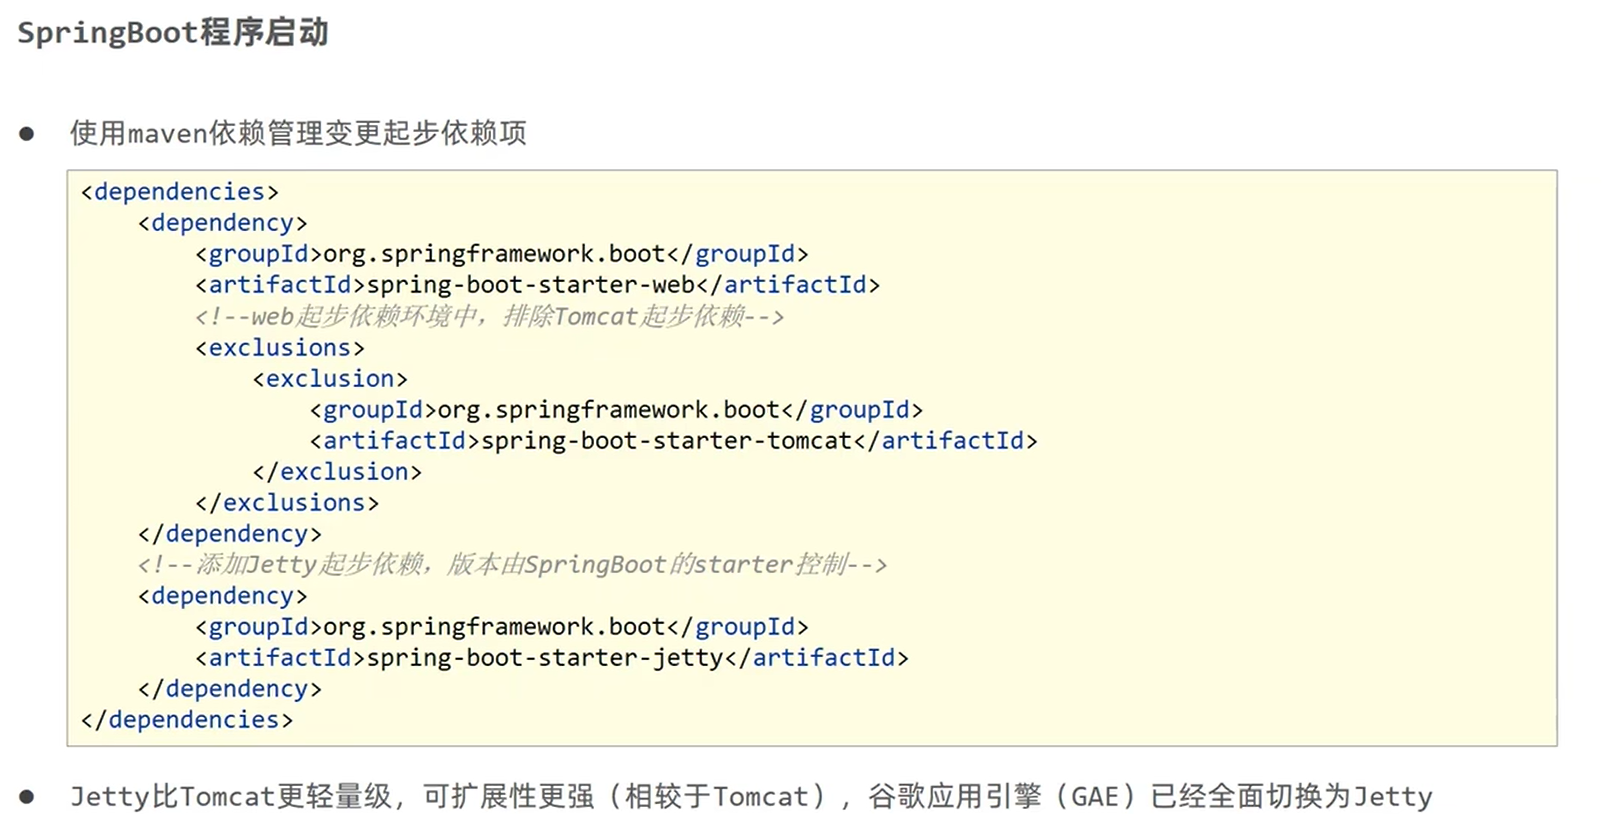 SpringBoot程序启动
● 使用maven依赖管理变更起步依赖项
<dependencies>
    <dependency>
        <groupId>org.springframework.boot</groupId>
        <artifactId>spring-boot-starter-web</artifactId>
        <!--web起步依赖环境中，排除Tomcat起步依赖-->
        <exclusions>
            <exclusion>
                <groupId>org.springframework.boot</groupId>
                <artifactId>spring-boot-starter-tomcat</artifactId>
            </exclusion>
        </exclusions>
    </dependency>
    <!--添加Jetty起步依赖，版本由SpringBoot的starter控制-->
    <dependency>
        <groupId>org.springframework.boot</groupId>
        <artifactId>spring-boot-starter-jetty</artifactId>
    </dependency>
</dependencies>
● Jetty比Tomcat更轻量级，可扩展性更强（相较于Tomcat），谷歌应用引擎（GAE）已经全面切换为Jetty